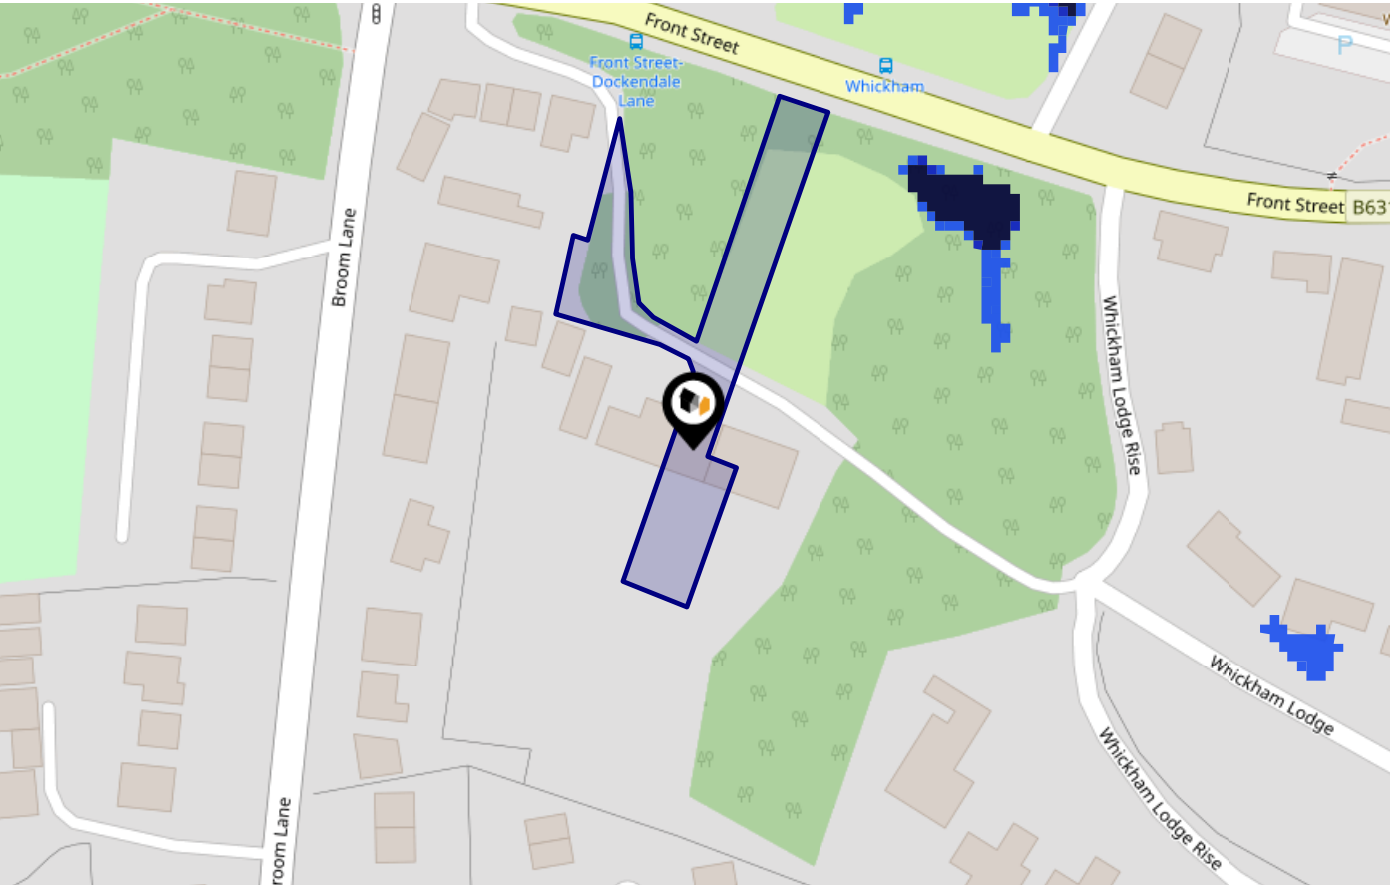 Front Street
Front Street-
Dockendale
Lane
Whickham
P
Front Street
B631
Broom Lane
Whickham Lodge Rise
Whickham Lodge
Whickham Lodge Rise
room Lane